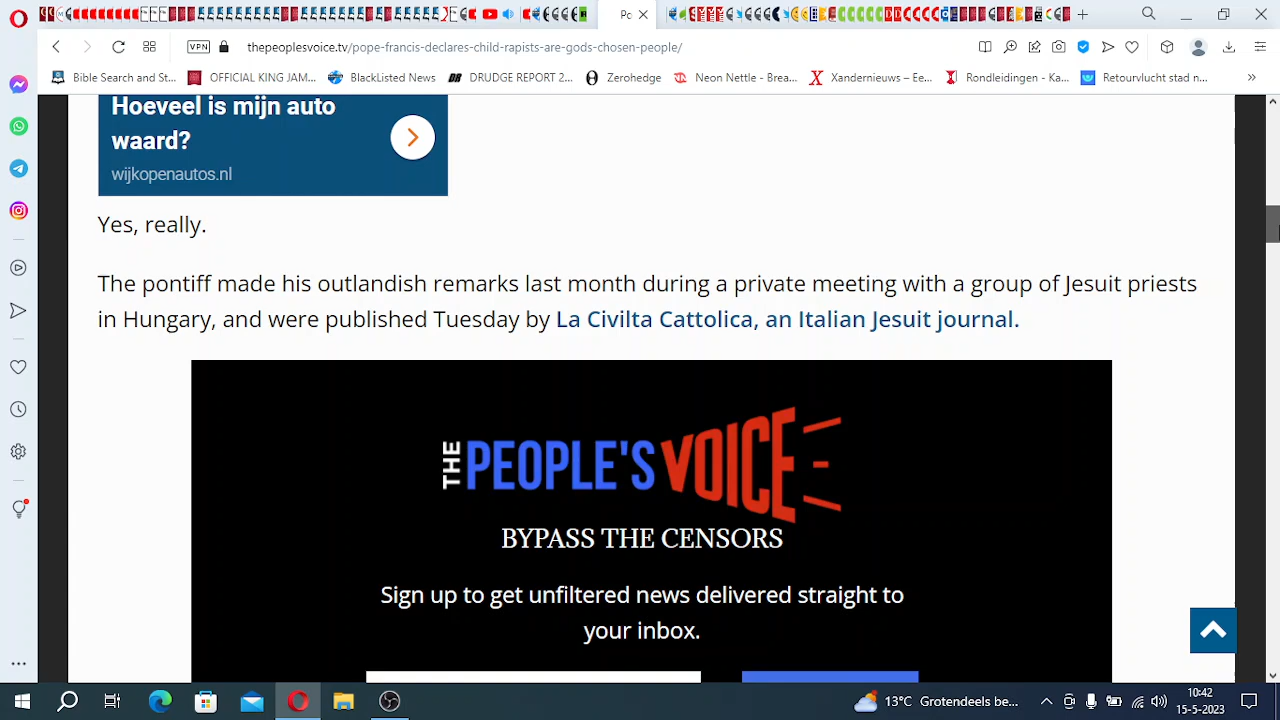 Pc
VPN
thepeoplesvoice.tv/pope-francis-declares-child-rapists-are-gods-chosen-people/
Bible Search and St...
OFFICIAL KING JAM...
BlackListed News
DRUDGE REPORT 2...
Zerohedge
Neon Nettle - Brea...
Xandernieuws – Ee...
Rondleidingen - Ka...
Retourvlucht stad n...
Hoeveel is mijn auto
waard?
wijkopenautos.nl
Yes, really.
The pontiff made his outlandish remarks last month during a private meeting with a group of Jesuit priests
in Hungary, and were published Tuesday by La Civilta Cattolica, an Italian Jesuit journal.
THE PEOPLE'S VOICE
BYPASS THE CENSORS
Sign up to get unfiltered news delivered straight to
your inbox.
13°C Grotendeels be...
10:42
15-5-2023